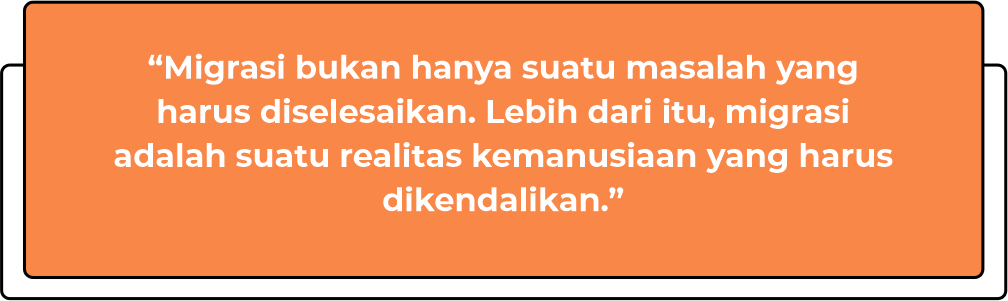 “Migrasi bukan hanya suatu masalah yang
harus diselesaikan. Lebih dari itu, migrasi
adalah suatu realitas kemanusiaan yang harus
dikendalikan.”